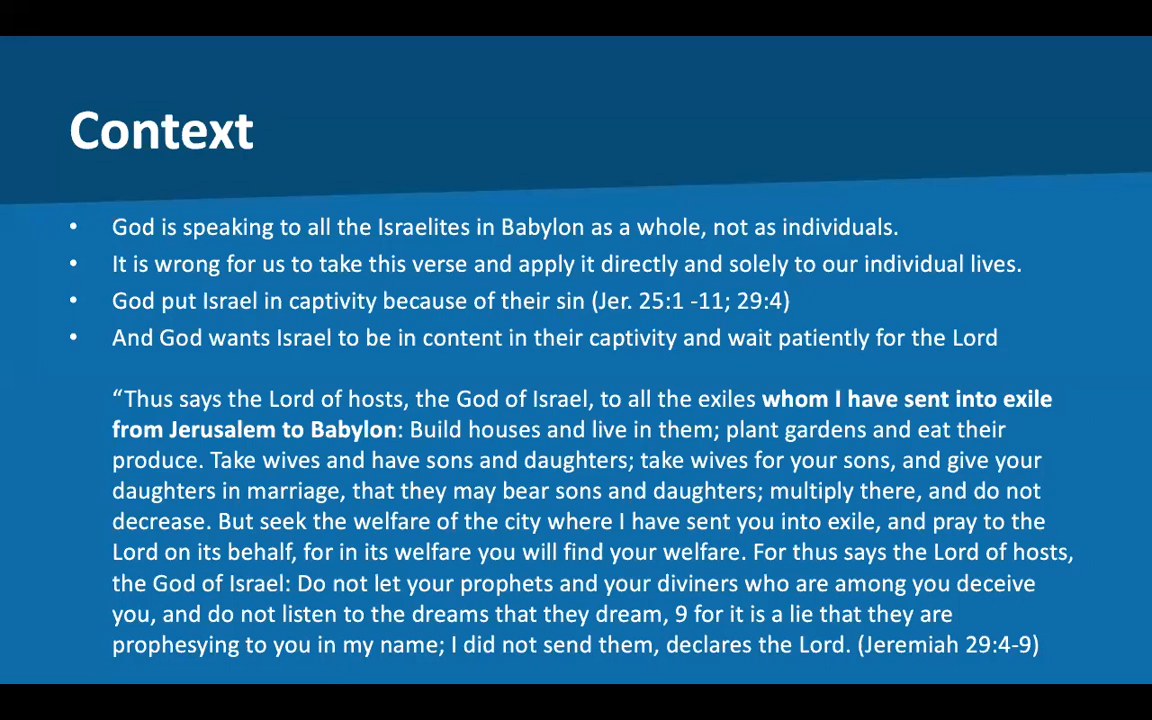 Context
• God is speaking to all the Israelites in Babylon as a whole, not as individuals.
• It is wrong for us to take this verse and apply it directly and solely to our individual lives.
• God put Israel in captivity because of their sin (Jer. 25:1 -11; 29:4)
• And God wants Israel to be in content in their captivity and wait patiently for the Lord
“Thus says the Lord of hosts, the God of Israel, to all the exiles whom I have sent into exile
from Jerusalem to Babylon: Build houses and live in them; plant gardens and eat their
produce. Take wives and have sons and daughters; take wives for your sons, and give your
daughters in marriage, that they may bear sons and daughters; multiply there, and do not
decrease. But seek the welfare of the city where I have sent you into exile, and pray to the
Lord on its behalf, for in its welfare you will find your welfare. For thus says the Lord of hosts,
the God of Israel: Do not let your prophets and your diviners who are among you deceive
you, and do not listen to the dreams that they dream, 9 for it is a lie that they are
prophesying to you in my name; I did not send them, declares the Lord. (Jeremiah 29:4-9)